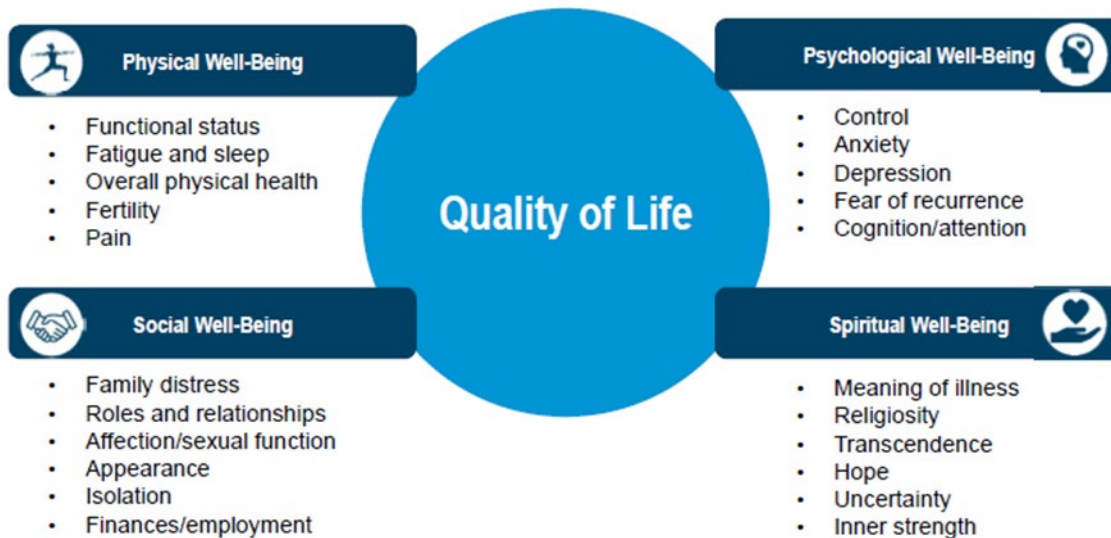 Physical Well-Being
• Functional status
• Fatigue and sleep
• Overall physical health
• Fertility
• Pain
Quality of Life
Psychological Well-Being
• Control
• Anxiety
• Depression
• Fear of recurrence
• Cognition/attention
Social Well-Being
• Family distress
• Roles and relationships
• Affection/sexual function
• Appearance
• Isolation
• Finances/employment
Spiritual Well-Being
• Meaning of illness
• Religiosity
• Transcendence
• Hope
• Uncertainty
• Inner strength